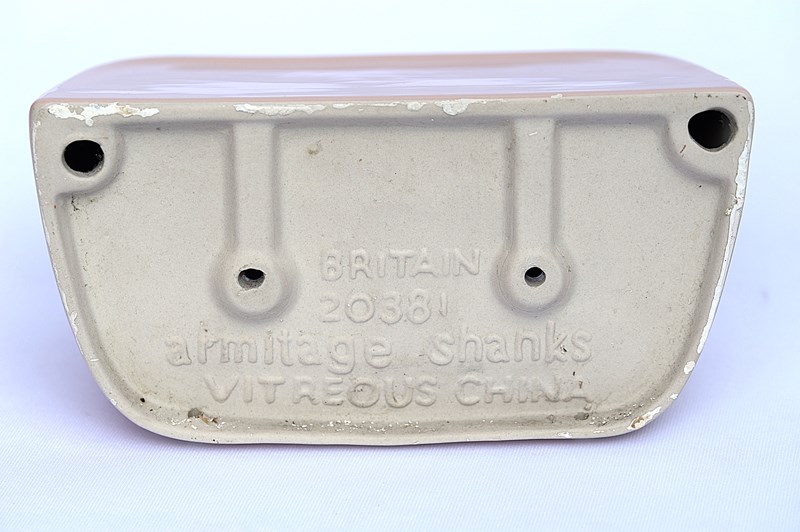 BRITAIN
20381
armitage shanks
VITREOUS CHINA